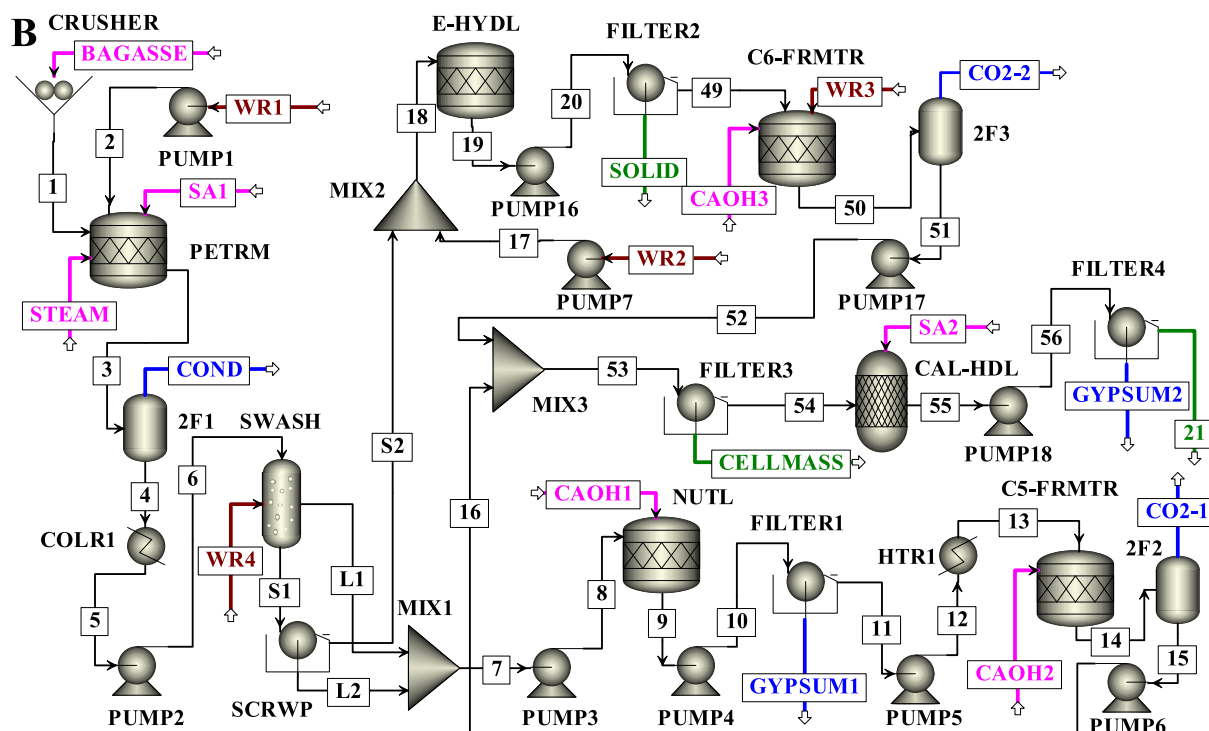 B
CRUSHER
BAGASSE
E-HYDL
FILTER2
C6-FRMTR
CO2-2
2
WR1
18
20
49
WR3
PUMP1
19
2F3
1
SA1
MIX2
PUMP16
SOLID
CAOH3
50
51
PETRM
17
WR2
STEAM
PUMP7
PUMP17
FILTER4
52
SA2
56
3
COND
53
FILTER3
CAL-HDL
MIX3
54
55
GYPSUM2
2F1
SWASH
S2
PUMP18
21
6
CELLMASS
4
16
CAOH1
NUTL
C5-FRMTR
CO2-1
COLR1
WR4
FILTER1
13
HTR1
2F2
S1
L1
MIX1
8
5
9
10
11
12
14
15
7
L2
GYPSUM1
CAOH2
PUMP2
SCRWP
PUMP3
PUMP4
PUMP5
PUMP6